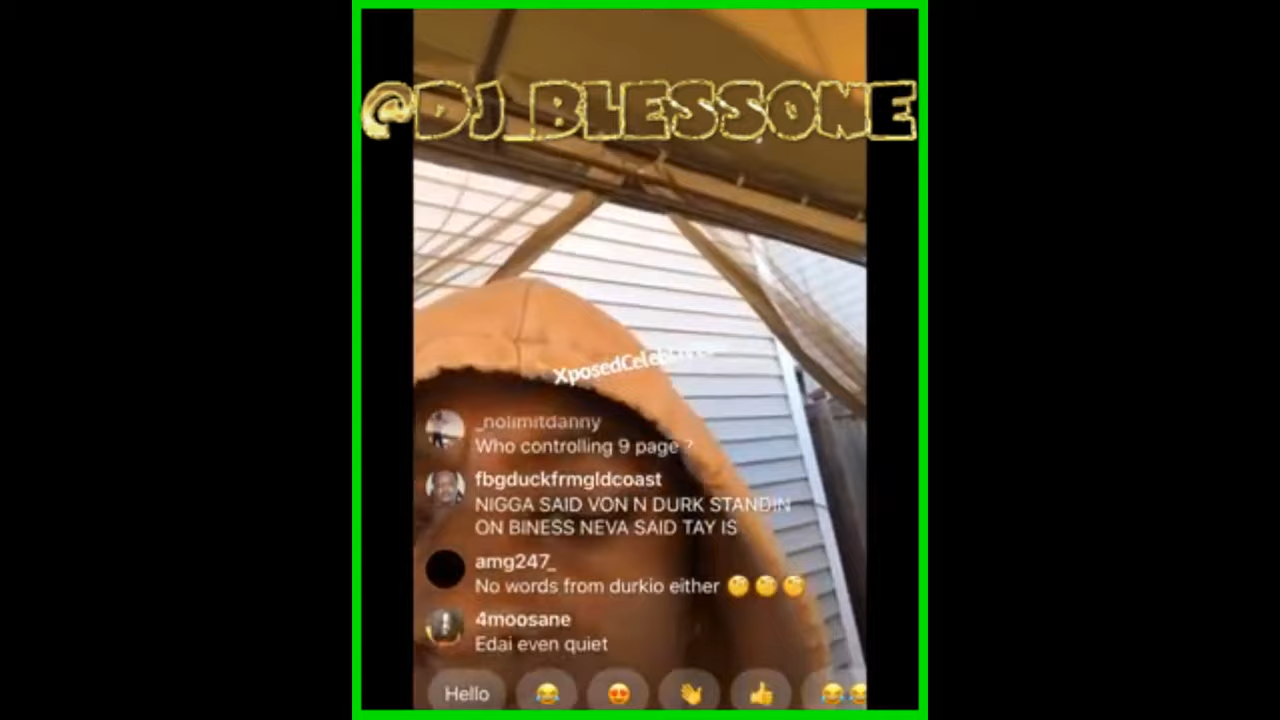 @DJ_BLESSONE
_nolimitdanny
Who controlling 9 page ?
fbgduckfrmgldcoast
NIGGA SAID VON N DURK STANDIN
ON BINESS NEVA SAID TAY IS
amg247_
No words from durkio either 🧐 🧐 🧐
4moosane
Edai even quiet
Hello 😂 😍 👋 👍 😂😂